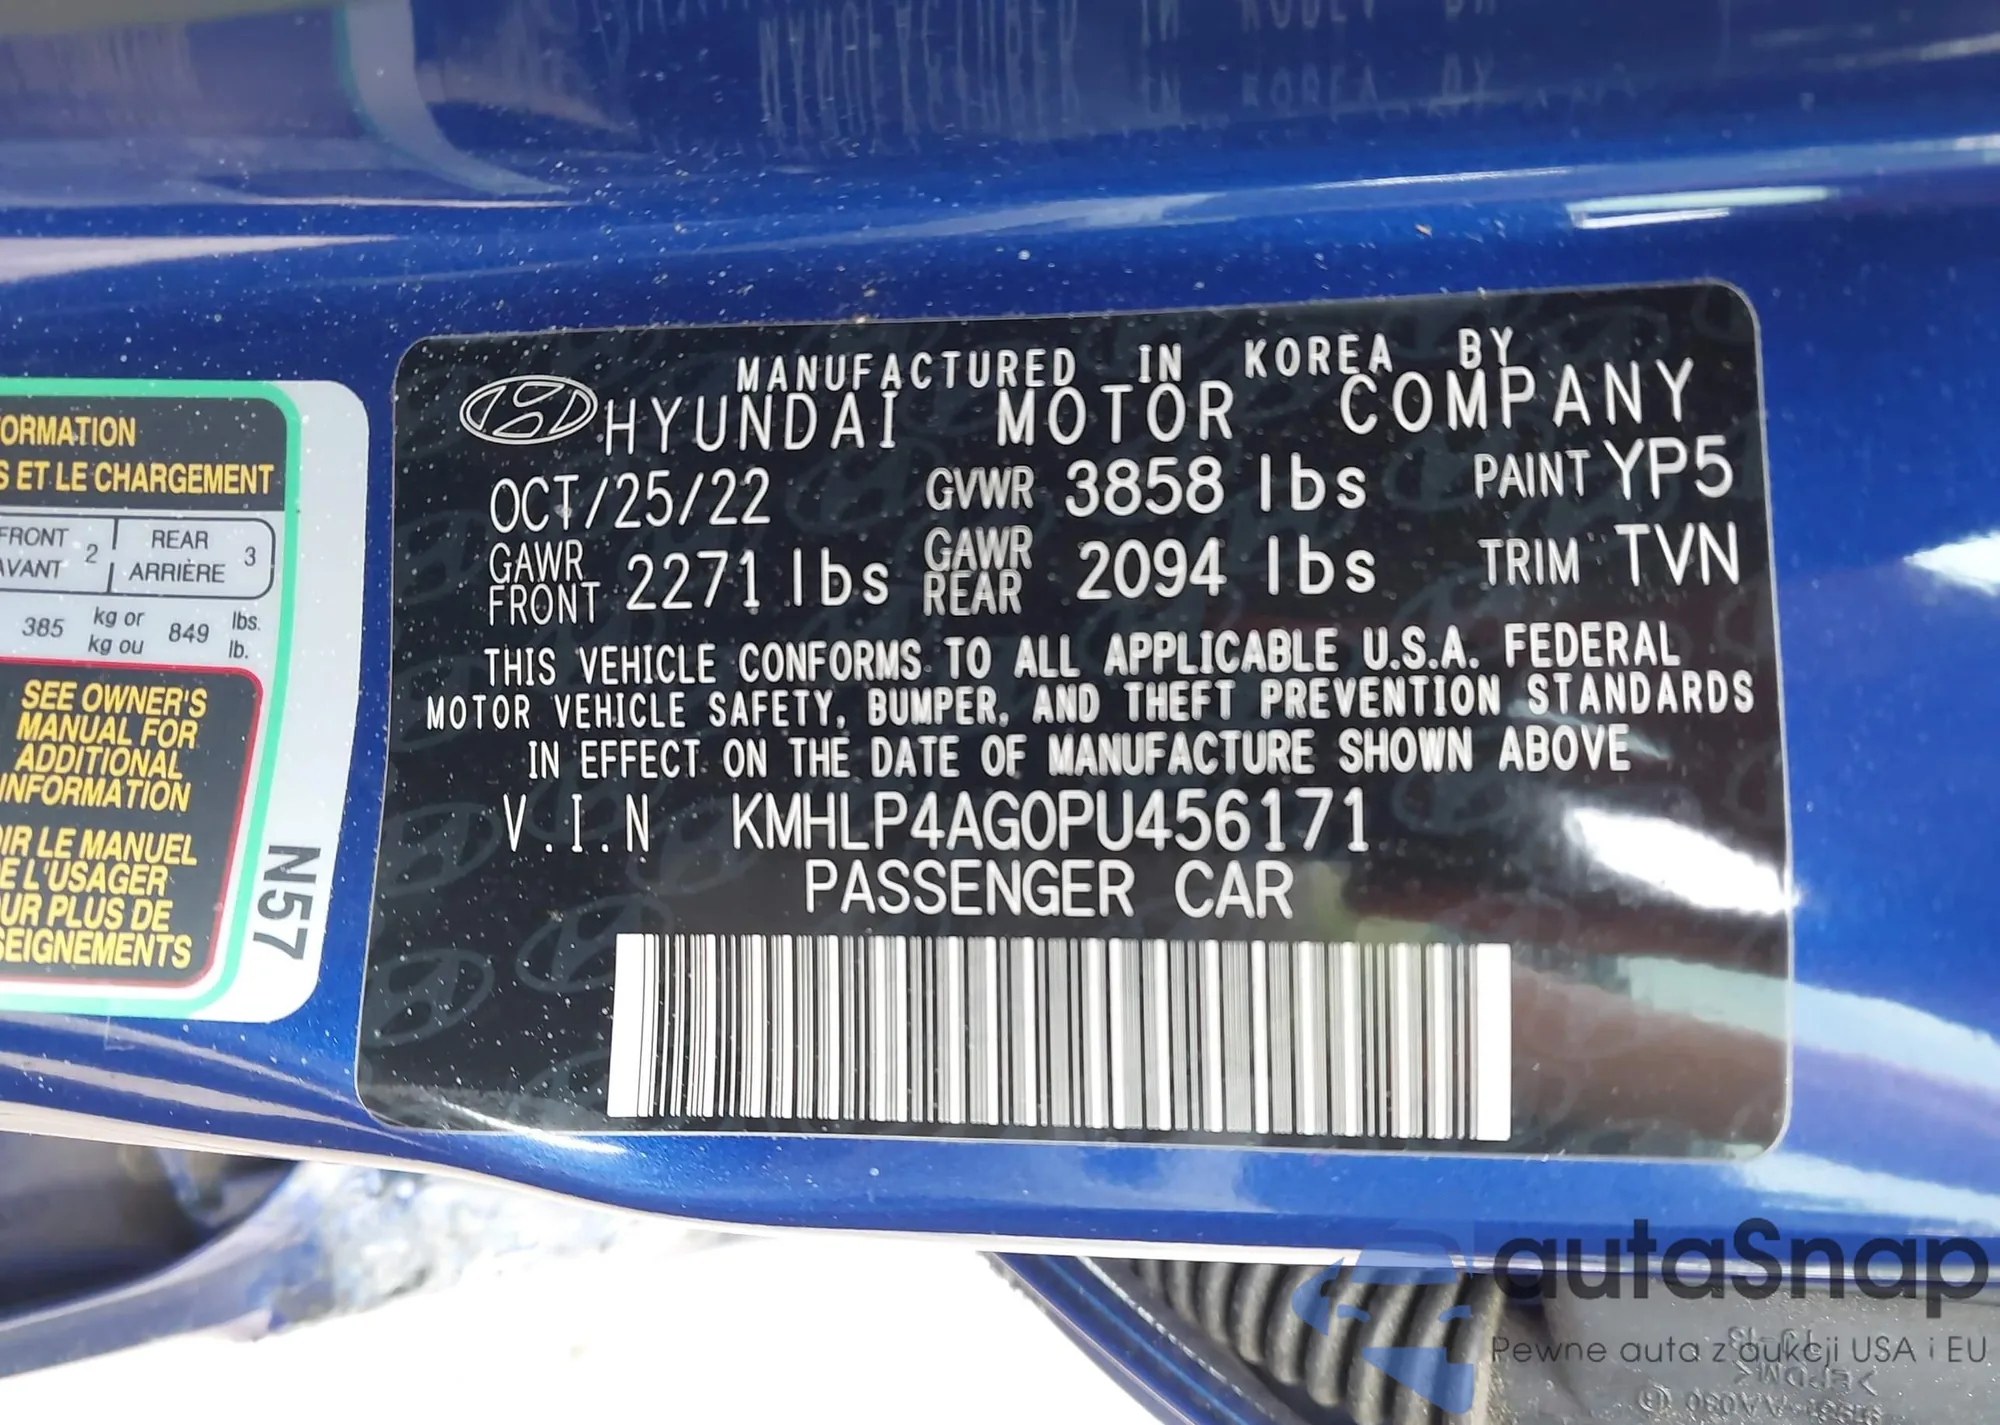 ORMATION
S ET LE CHARGEMENT
FRONT
AVANT 2
REAR
ARRIÈRE 3
385 kg or
kg ou 849 lbs.
lb.
SEE OWNER'S
MANUAL FOR
ADDITIONAL
INFORMATION
OIR LE MANUEL
E L'USAGER
UR PLUS DE
SEIGNEMENTS
N57
MANUFACTURED IN KOREA BY
HYUNDAI MOTOR COMPANY
OCT/25/22 GVWR 3858 lbs PAINT YP5
GAWR
FRONT 2271 lbs GAWR
REAR 2094 lbs TRIM TVN
THIS VEHICLE CONFORMS TO ALL APPLICABLE U.S.A. FEDERAL
MOTOR VEHICLE SAFETY, BUMPER, AND THEFT PREVENTION STANDARDS
IN EFFECT ON THE DATE OF MANUFACTURE SHOWN ABOVE
V.I.N KMHLP4AG0PU456171
PASSENGER CAR
autaSnap
Pewne auta z aukcji USA i EU